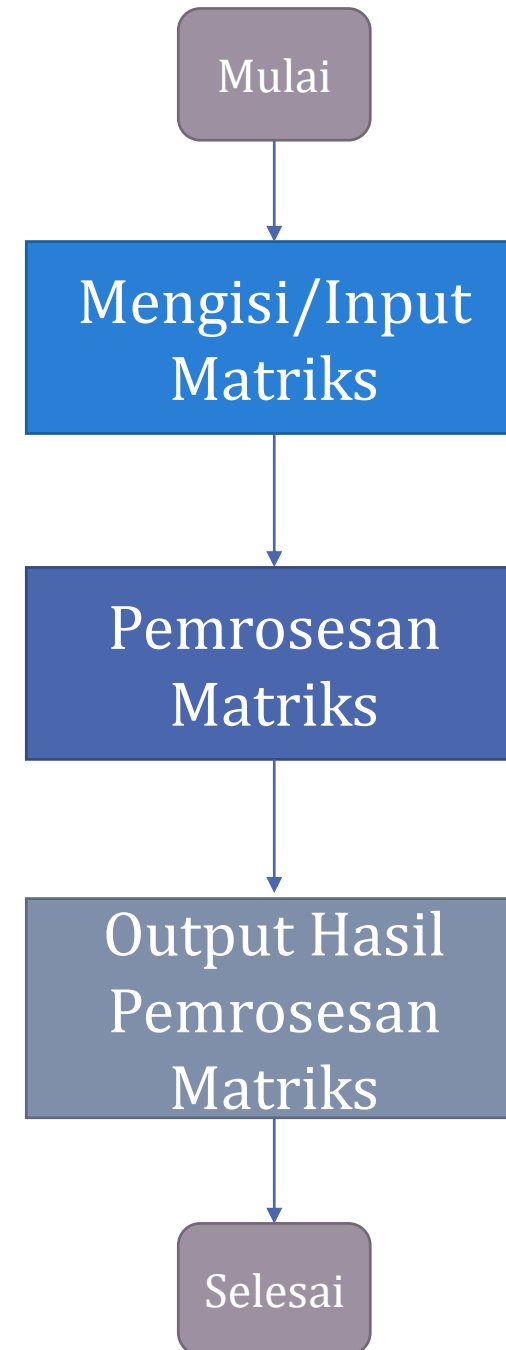 Mulai
Mengisi/Input
Matriks
Pemrosesan
Matriks
Output Hasil
Pemrosesan
Matriks
Selesai